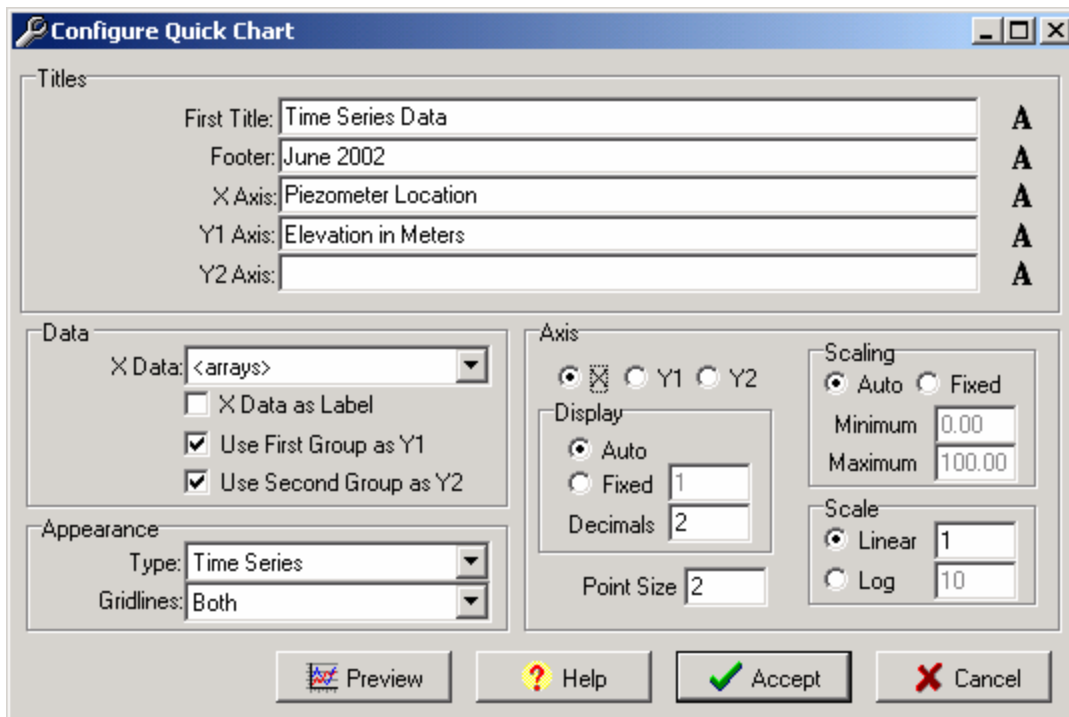 Configure Quick Chart
Titles
First Title: Time Series Data A
Footer: June 2002 A
X Axis: Piezometer Location A
Y1 Axis: Elevation in Meters A
Y2 Axis: A
Data
X Data: <arrays>
X Data as Label
Use First Group as Y1
Use Second Group as Y2
Appearance
Type: Time Series
Gridlines: Both
Axis
X Y1 Y2
Display
Auto
Fixed 1
Decimals 2
Point Size 2
Scaling
Auto Fixed
Minimum 0.00
Maximum 100.00
Scale
Linear 1
Log 10
Preview ? Help Accept Cancel